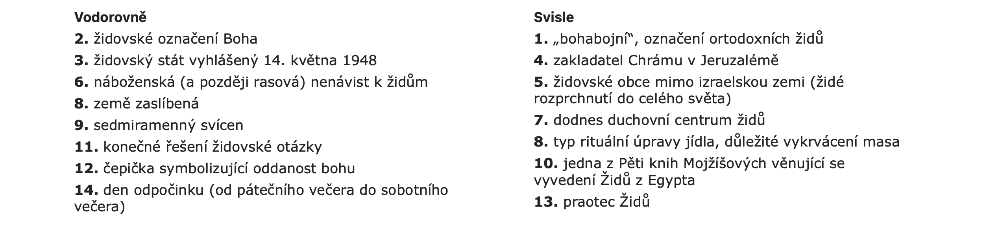 Vodorovně
2. židovské označení Boha
3. židovský stát vyhlášený 14. května 1948
6. náboženská (a později rasová) nenávist k židům
8. země zaslíbená
9. sedmiramenný svícen
11. konečné řešení židovské otázky
12. čepička symbolizující oddanost bohu
14. den odpočinku (od pátečního večera do sobotního
večera)
Svisle
1. „bohabojní“, označení ortodoxních židů
4. zakladatel Chrámu v Jeruzalémě
5. židovské obce mimo izraelskou zemi (židé
rozprchnutí do celého světa)
7. dodnes duchovní centrum židů
8. typ rituální úpravy jídla, důležité vykrvácení masa
10. jedna z Pěti knih Mojžíšových věnující se
vyvedení Židů z Egypta
13. praotec Židů